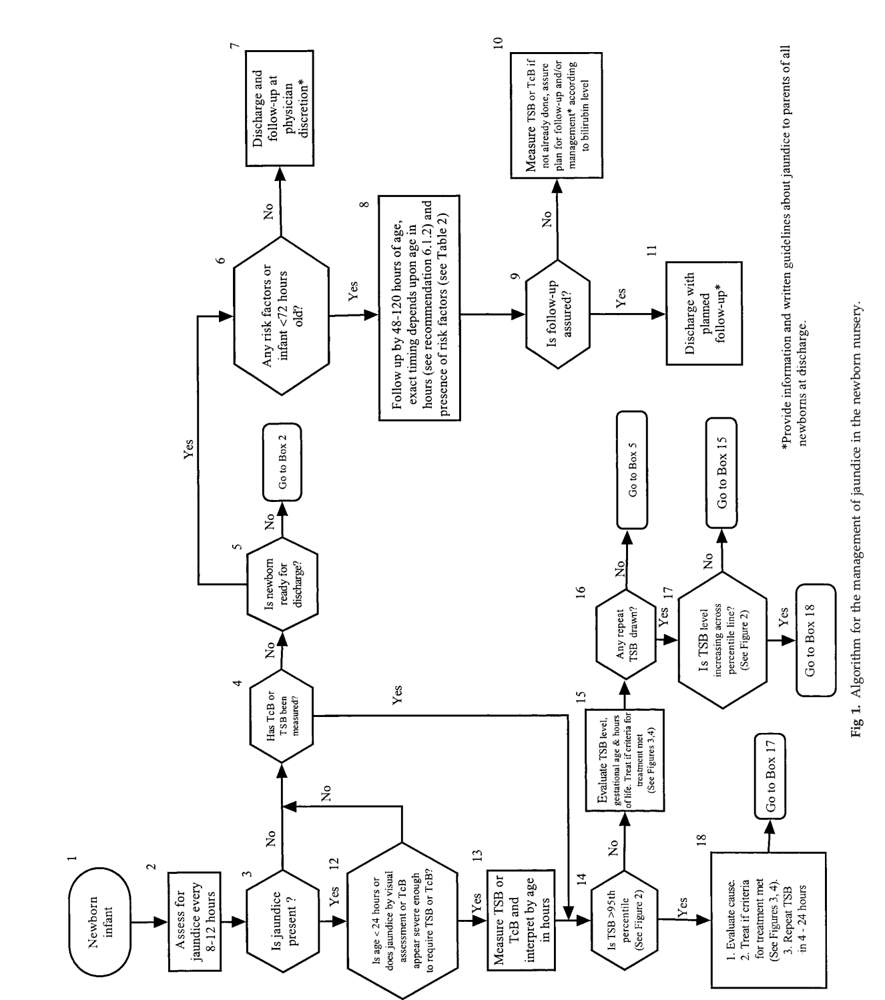 1
Newborn
infant
2
Assess for
jaundice every
8-12 hours
3
Is jaundice
present ?
No
Yes
4
Has TcB or
TSB been
measured?
No
Yes
5
Is newborn
ready for
discharge?
No
Go to Box 2
Yes
6
Any risk factors or
infant <72 hours
old?
No
7
Discharge and
follow-up at
physician
discretion*
Yes
8
Follow up by 48-120 hours of age,
exact timing depends upon age in
hours (see recommendation 6.1.2) and
presence of risk factors (see Table 2)
9
Is follow-up
assured?
No
10
Measure TSB or TcB if
not already done, assure
plan for follow-up and/or
management* according
to bilirubin level
Yes
11
Discharge with
planned
follow-up*
12
Is age < 24 hours or
does jaundice by visual
assessment or TcB
appear severe enough
to require TSB or TcB?
No
Yes
13
Measure TSB or
TcB and
interpret by age
in hours
14
Is TSB >95th
percentile
(See Figure 2)
No
15
Evaluate TSB level,
gestational age & hours
of life. Treat if criteria for
treatment met
(See Figures 3,4)
16
Any repeat
TSB drawn?
No
Go to Box 5
Yes
17
Is TSB level
increasing across
percentile line?
(See Figure 2)
No
Go to Box 15
Yes
Go to Box 18
Yes
18
1. Evaluate cause.
2. Treat if criteria
for treatment met
(See Figures 3, 4).
3. Repeat TSB
in 4 - 24 hours
Go to Box 17
*Provide information and written guidelines about jaundice to parents of all
newborns at discharge.
Fig 1. Algorithm for the management of jaundice in the newborn nursery.